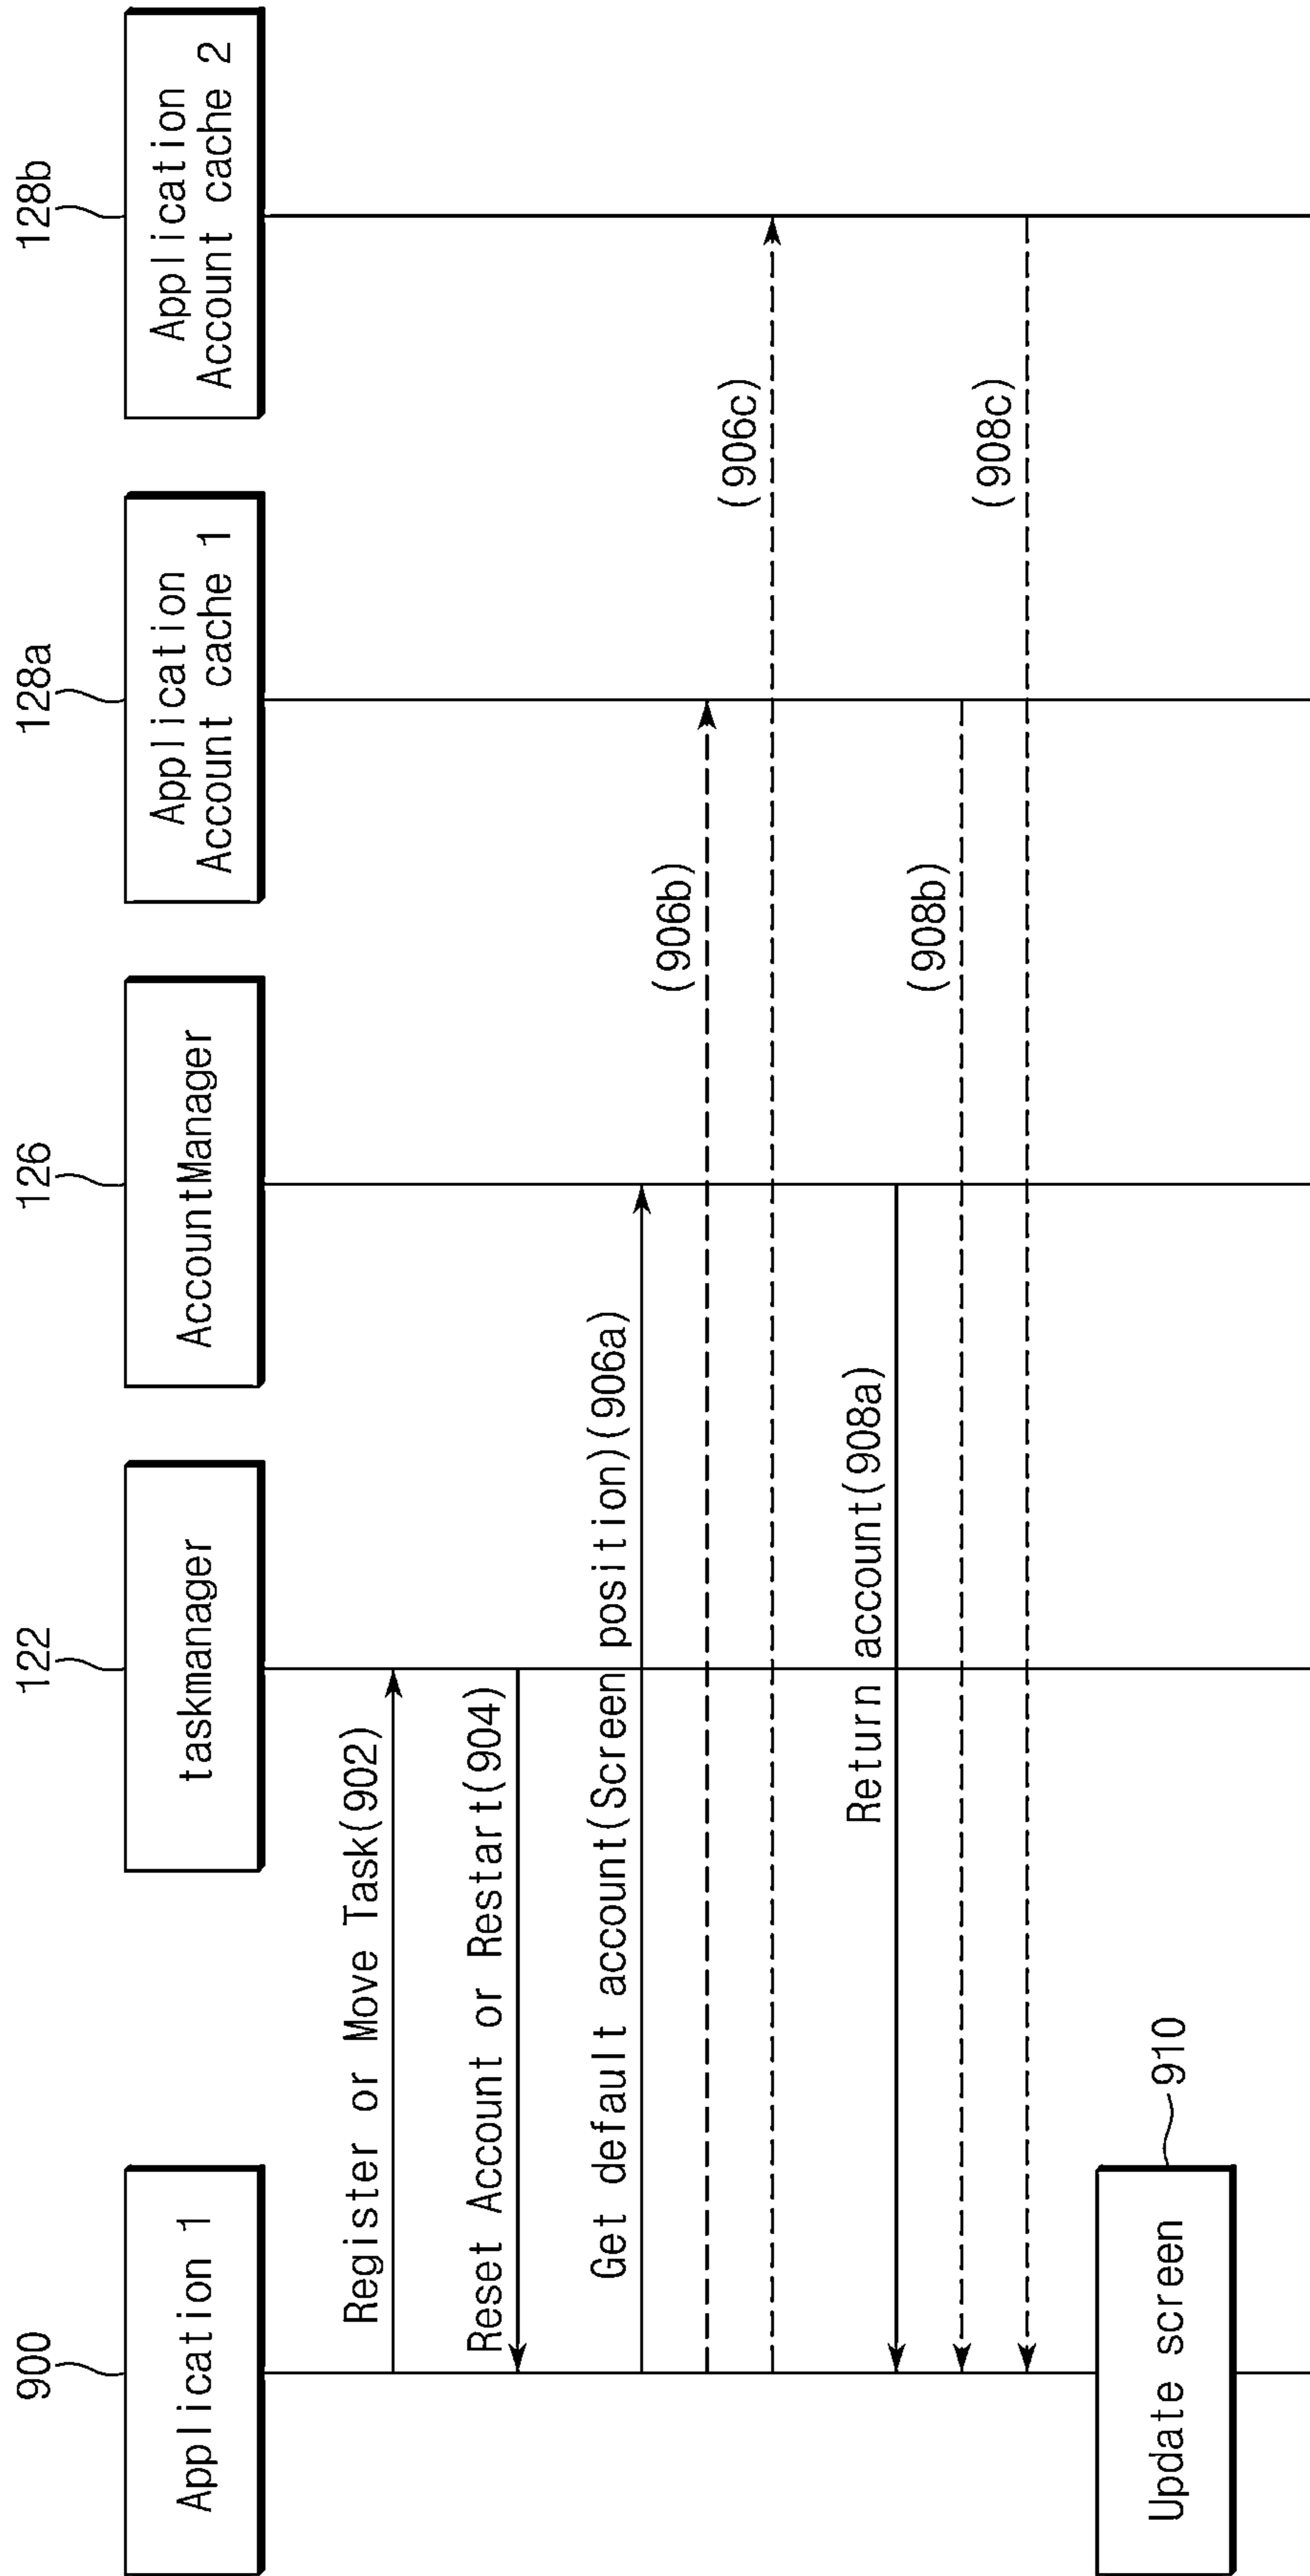 900
122
126
128a
128b
Application 1
taskmanager
AccountManager
Application
Account cache 1
Application
Account cache 2
Register or Move Task(902)
Reset Account or Restart(904)
Get default account(Screen position)(906a)
(906b)
(906c)
Return account(908a)
(908b)
(908c)
Update screen
910